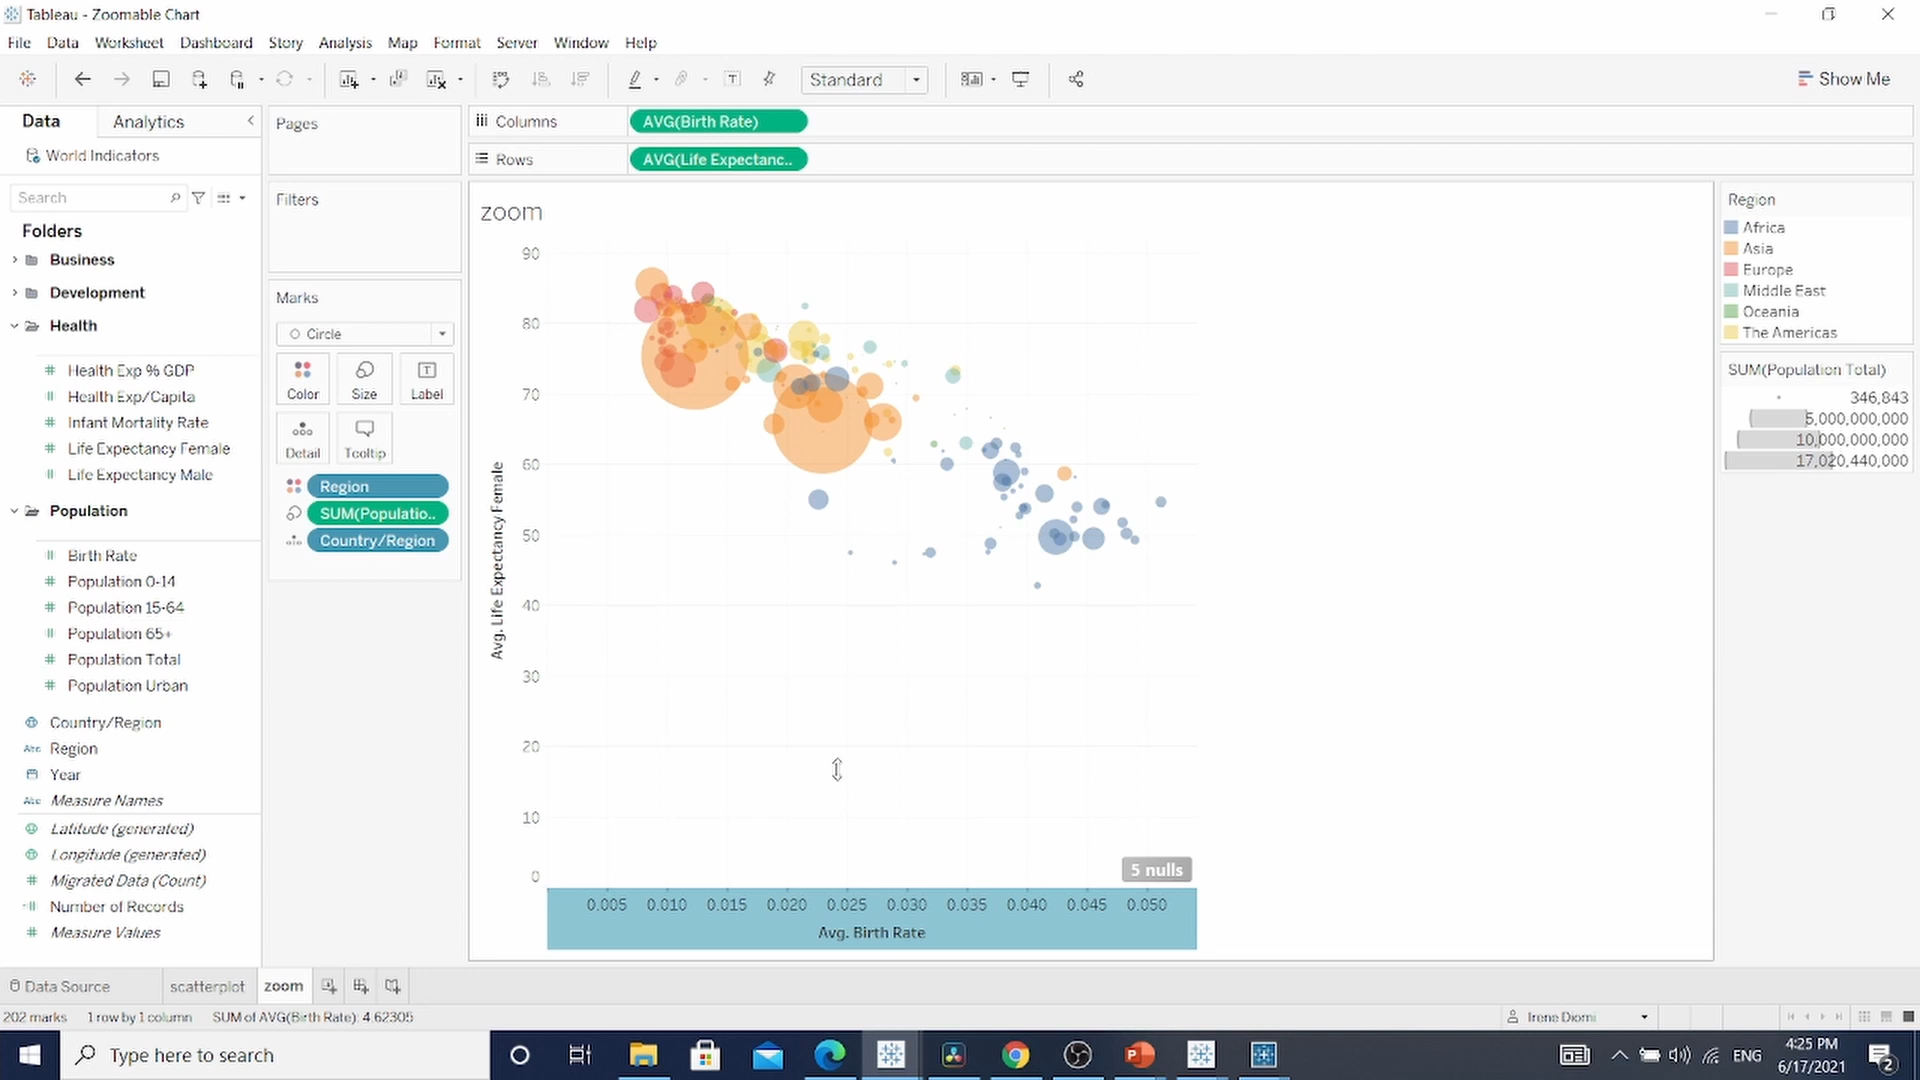 Tableau - Zoomable Chart
File Data Worksheet Dashboard Story Analysis Map Format Server Window Help
Standard
Show Me
Data
Analytics
World Indicators
Search
Folders
Business
Development
Health
Health Exp % GDP
Health Exp/Capita
Infant Mortality Rate
Life Expectancy Female
Life Expectancy Male
Population
Birth Rate
Population 0-14
Population 15-64
Population 65+
Population Total
Population Urban
Country/Region
Abc Region
Year
Abc Measure Names
Latitude (generated)
Longitude (generated)
Migrated Data (Count)
Number of Records
Measure Values
Pages
Filters
Marks
Circle
Color
Size
Label
Detail
Tooltip
Region
SUM(Populatio..
Country/Region
Columns
AVG(Birth Rate)
Rows
AVG(Life Expectanc..
zoom
90
80
70
60
50
40
30
20
10
0
Avg. Life Expectancy Female
5 nulls
0.005 0.010 0.015 0.020 0.025 0.030 0.035 0.040 0.045 0.050
Avg. Birth Rate
Region
Africa
Asia
Europe
Middle East
Oceania
The Americas
SUM(Population Total)
346,843
5,000,000,000
10,000,000,000
17,020,440,000
Data Source
scatterplot
zoom
202 marks
1 row by 1 column
SUM of AVG(Birth Rate): 4.62305
Irene Diomi
Type here to search
ENG
4:25 PM
6/17/2021
2